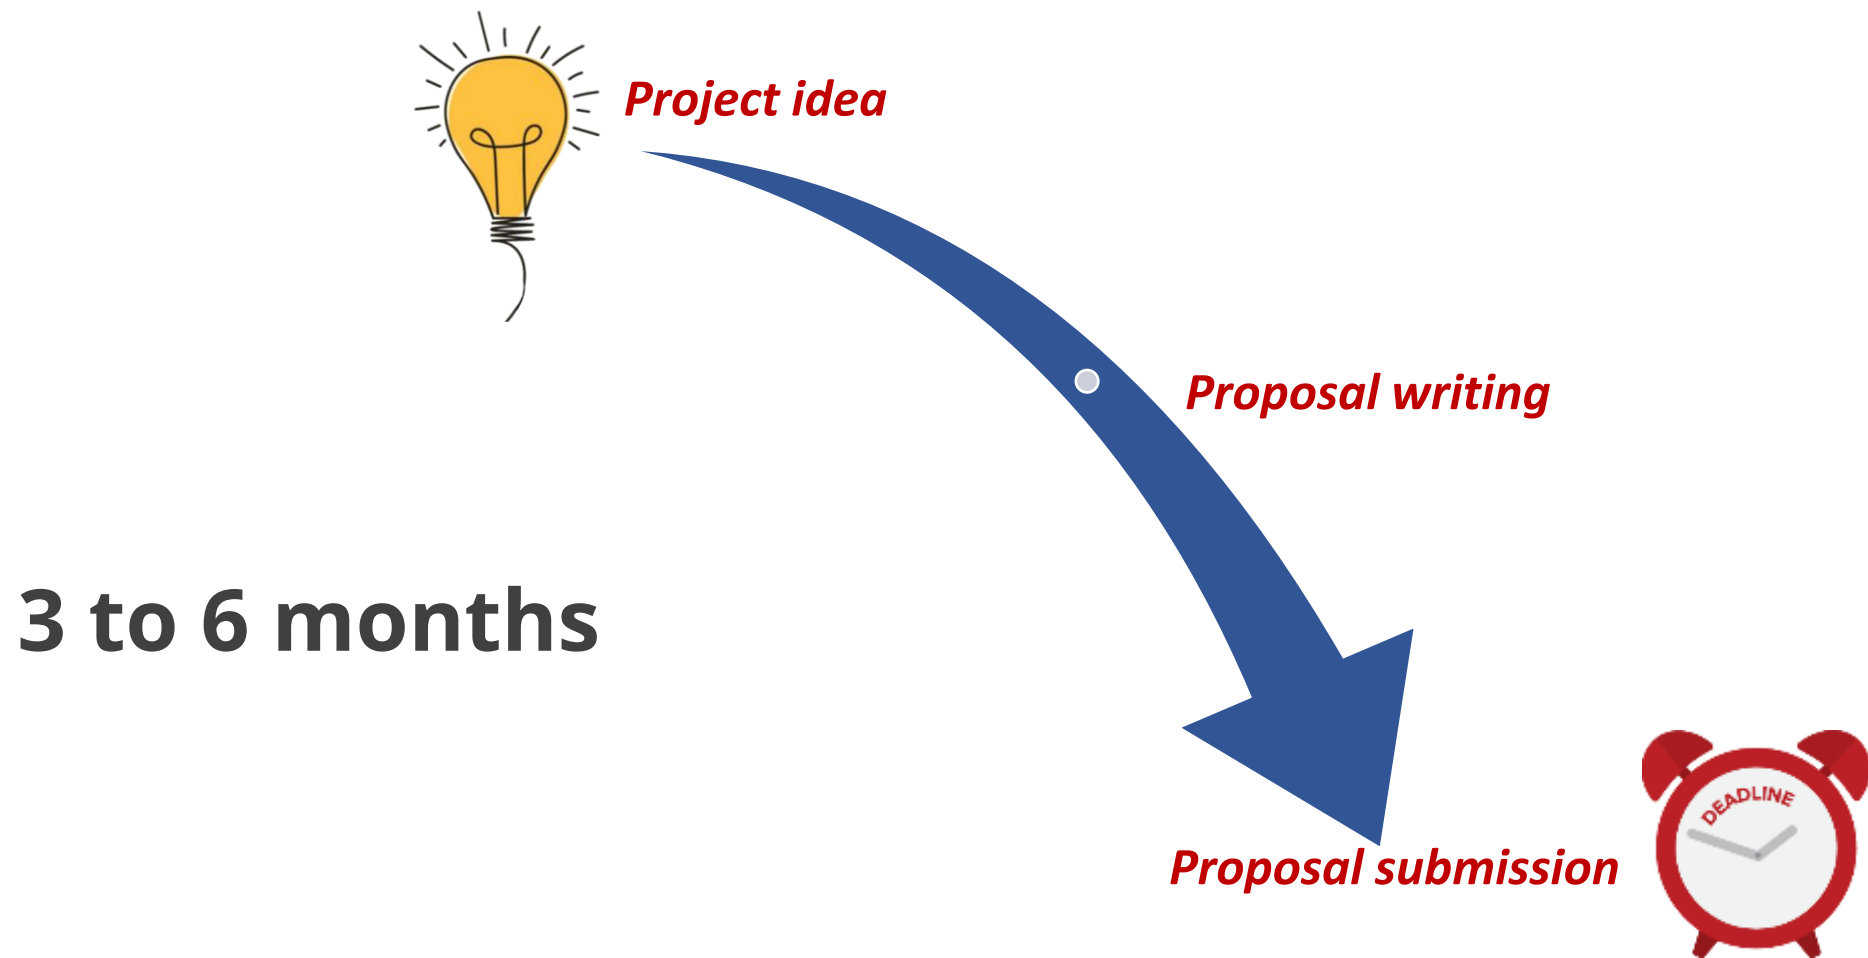 Project idea
Proposal writing
3 to 6 months
DEADLINE
Proposal submission